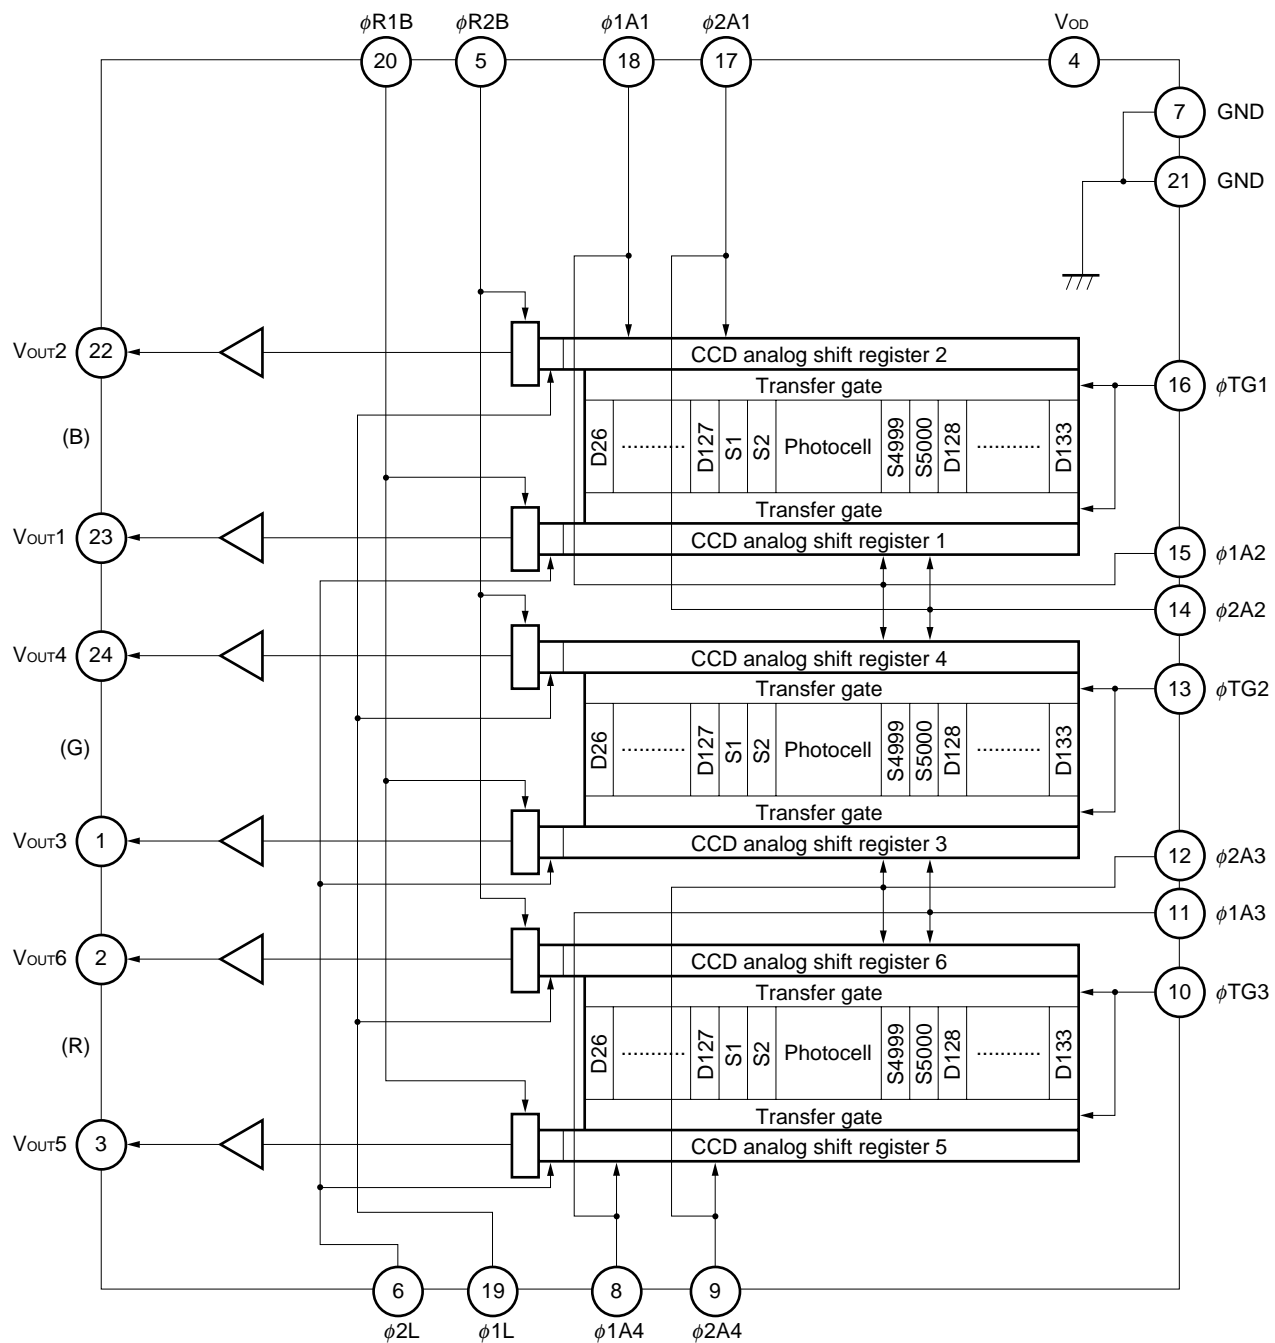 ϕR1B ϕR2B ϕ1A1 ϕ2A1 VOD
20 5 18 17 4
7 GND
21 GND
VOUT2 22 CCD analog shift register 2
Transfer gate 16 ϕTG1
(B) D26 ............ D127 S1 S2 Photocell S4999 S5000 D128 ............ D133
Transfer gate
VOUT1 23 CCD analog shift register 1 15 ϕ1A2
14 ϕ2A2
VOUT4 24 CCD analog shift register 4
Transfer gate 13 ϕTG2
(G) D26 ............ D127 S1 S2 Photocell S4999 S5000 D128 ............ D133
Transfer gate
VOUT3 1 CCD analog shift register 3 12 ϕ2A3
11 ϕ1A3
VOUT6 2 CCD analog shift register 6
Transfer gate 10 ϕTG3
(R) D26 ............ D127 S1 S2 Photocell S4999 S5000 D128 ............ D133
Transfer gate
VOUT5 3 CCD analog shift register 5
6 19 8 9
ϕ2L ϕ1L ϕ1A4 ϕ2A4